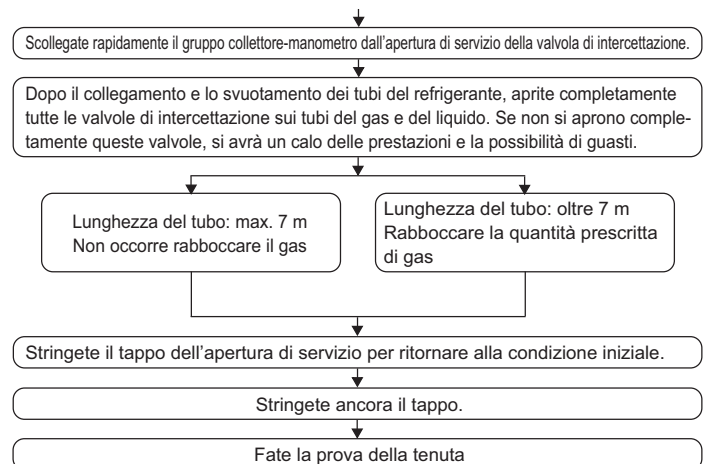 Scollegate rapidamente il gruppo collettore-manometro dall'apertura di servizio della valvola di intercettazione.
Dopo il collegamento e lo svuotamento dei tubi del refrigerante, aprite completamente
tutte le valvole di intercettazione sui tubi del gas e del liquido. Se non si aprono comple-
tamente queste valvole, si avrà un calo delle prestazioni e la possibilità di guasti.
Lunghezza del tubo: max. 7 m
Non occorre rabboccare il gas
Lunghezza del tubo: oltre 7 m
Rabboccare la quantità prescritta
di gas
Stringete il tappo dell'apertura di servizio per ritornare alla condizione iniziale.
Stringete ancora il tappo.
Fate la prova della tenuta